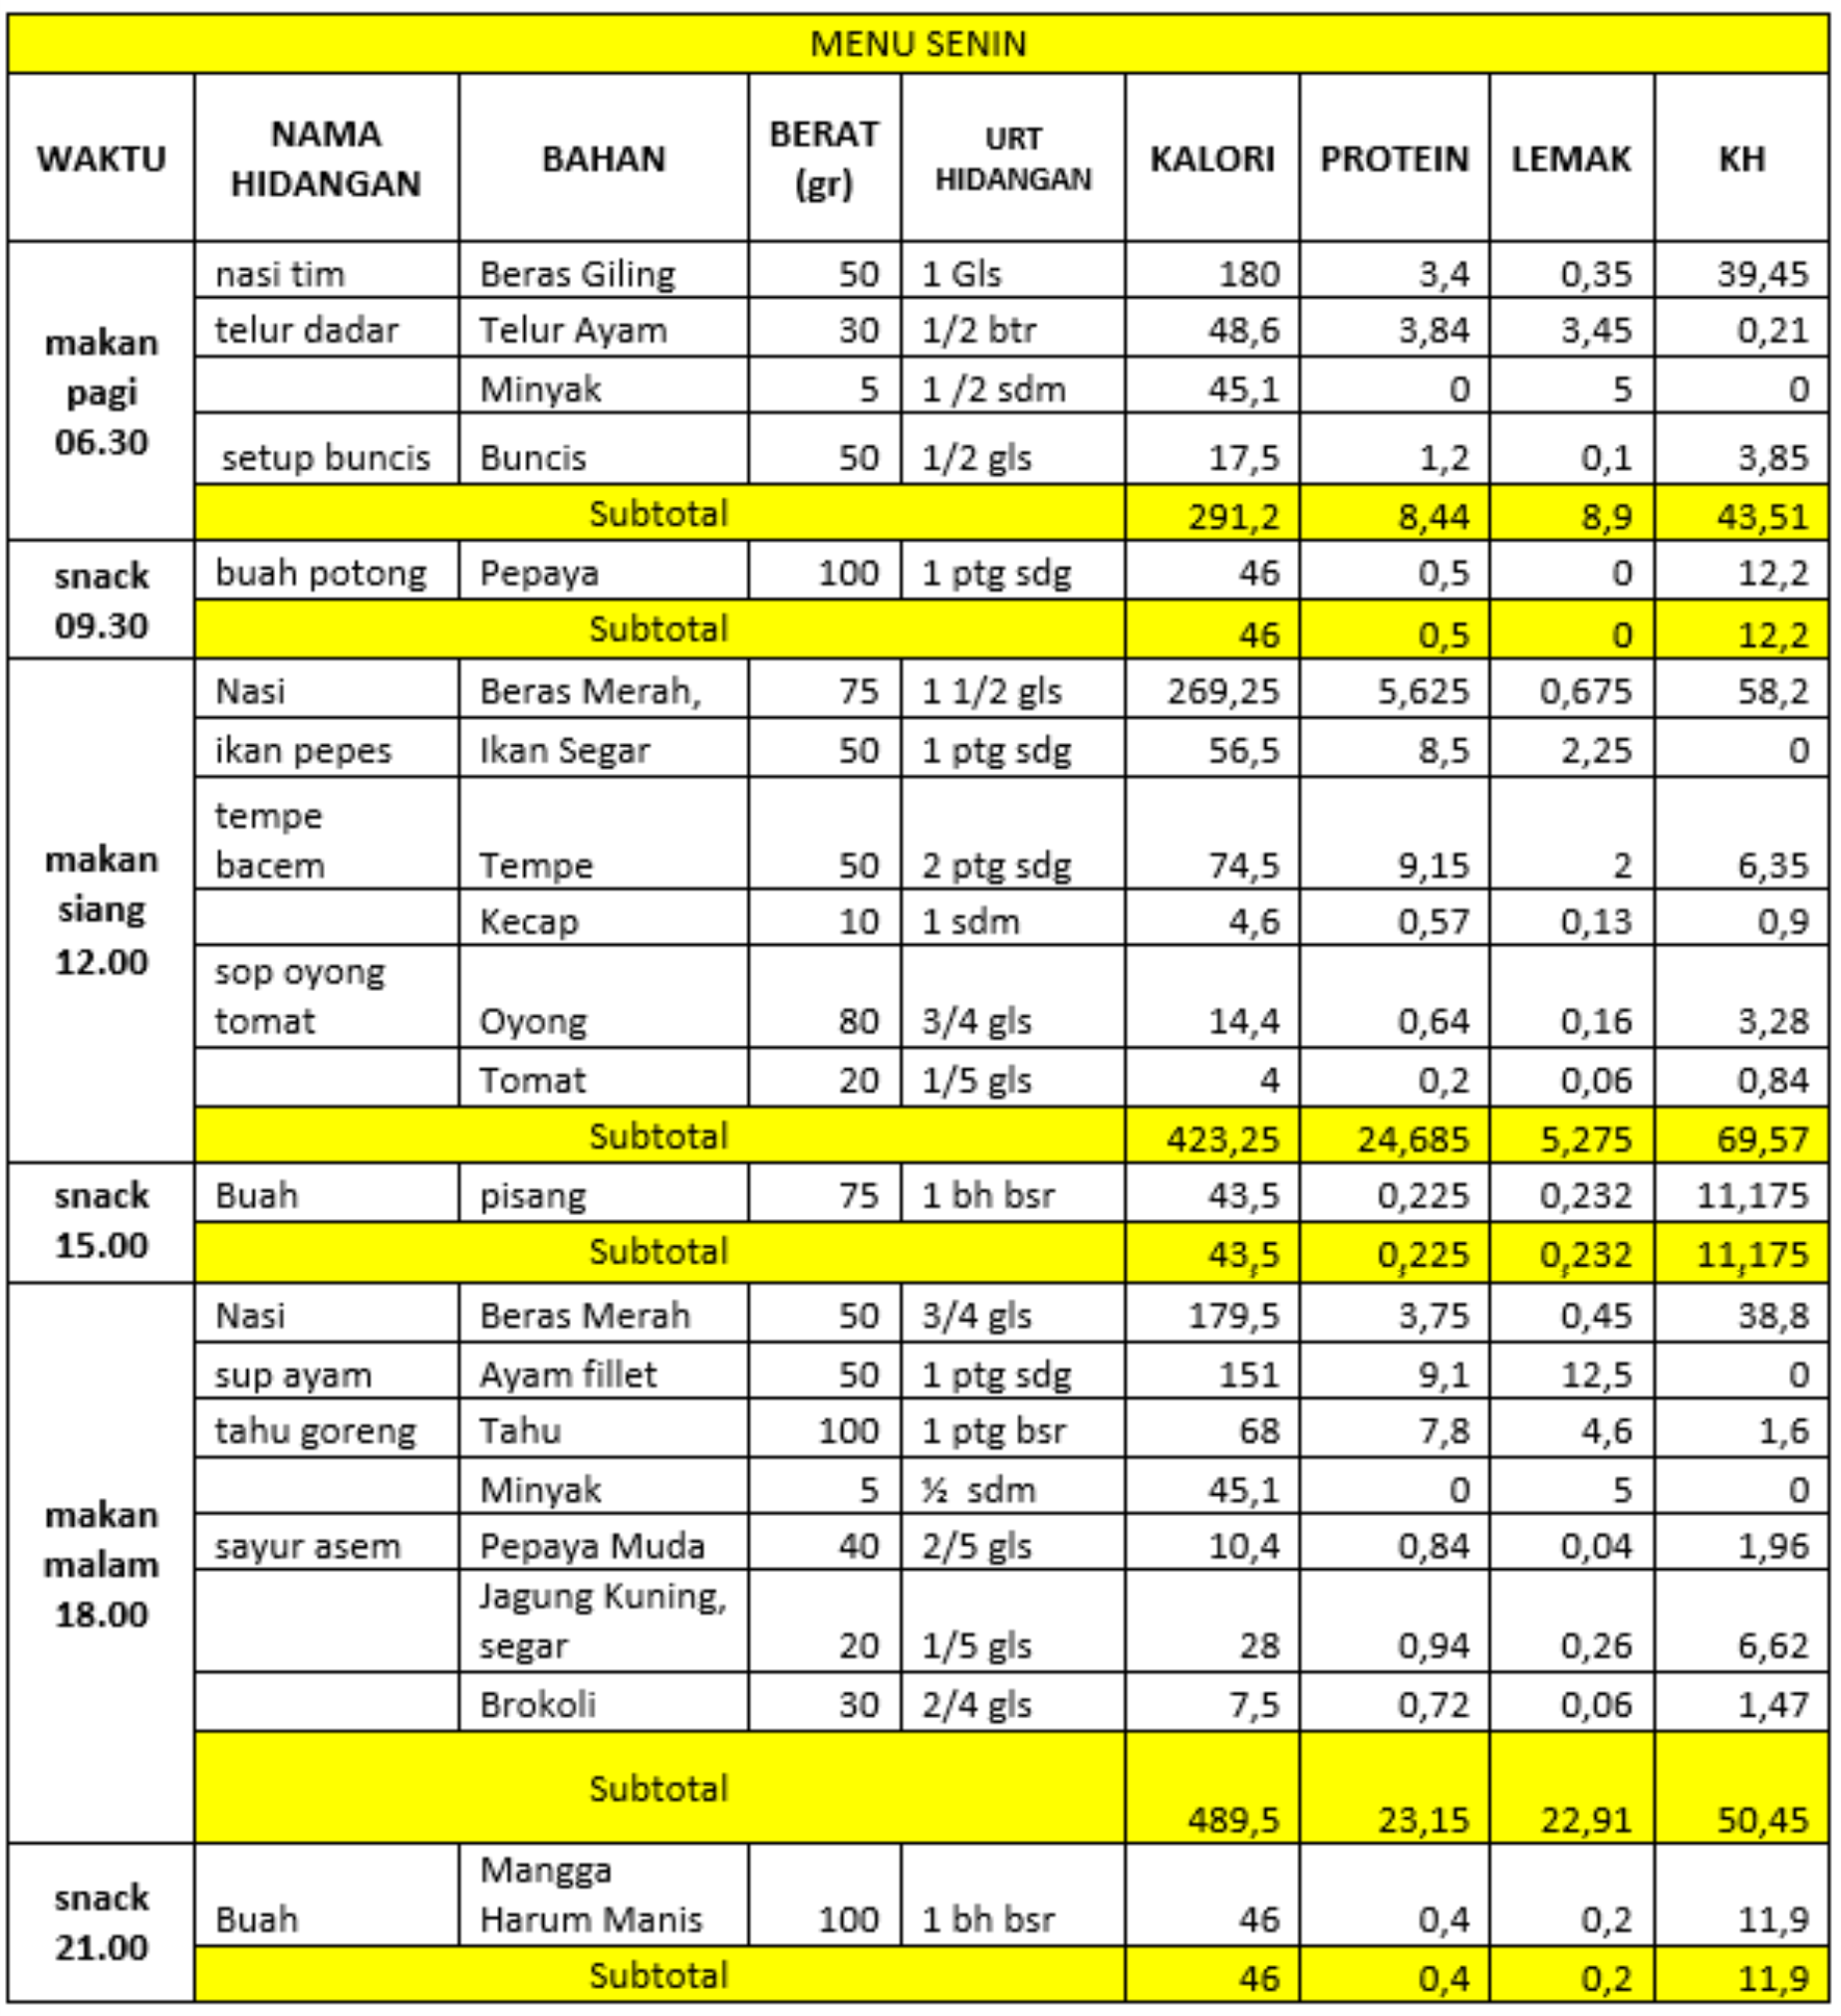 MENU SENIN
WAKTU NAMA HIDANGAN BAHAN BERAT (gr) URT HIDANGAN KALORI PROTEIN LEMAK KH
makan pagi 06.30
nasi tim Beras Giling 50 1 Gls 180 3,4 0,35 39,45
telur dadar Telur Ayam 30 1/2 btr 48,6 3,84 3,45 0,21
Minyak 5 1 /2 sdm 45,1 0 5 0
setup buncis Buncis 50 1/2 gls 17,5 1,2 0,1 3,85
Subtotal 291,2 8,44 8,9 43,51
snack 09.30
buah potong Pepaya 100 1 ptg sdg 46 0,5 0 12,2
Subtotal 46 0,5 0 12,2
makan siang 12.00
Nasi Beras Merah, 75 1 1/2 gls 269,25 5,625 0,675 58,2
ikan pepes Ikan Segar 50 1 ptg sdg 56,5 8,5 2,25 0
tempe bacem Tempe 50 2 ptg sdg 74,5 9,15 2 6,35
Kecap 10 1 sdm 4,6 0,57 0,13 0,9
sop oyong tomat Oyong 80 3/4 gls 14,4 0,64 0,16 3,28
Tomat 20 1/5 gls 4 0,2 0,06 0,84
Subtotal 423,25 24,685 5,275 69,57
snack 15.00
Buah pisang 75 1 bh bsr 43,5 0,225 0,232 11,175
Subtotal 43,5 0,225 0,232 11,175
makan malam 18.00
Nasi Beras Merah 50 3/4 gls 179,5 3,75 0,45 38,8
sup ayam Ayam fillet 50 1 ptg sdg 151 9,1 12,5 0
tahu goreng Tahu 100 1 ptg bsr 68 7,8 4,6 1,6
Minyak 5 ½ sdm 45,1 0 5 0
sayur asem Pepaya Muda 40 2/5 gls 10,4 0,84 0,04 1,96
Jagung Kuning, segar 20 1/5 gls 28 0,94 0,26 6,62
Brokoli 30 2/4 gls 7,5 0,72 0,06 1,47
Subtotal 489,5 23,15 22,91 50,45
snack 21.00
Buah Mangga Harum Manis 100 1 bh bsr 46 0,4 0,2 11,9
Subtotal 46 0,4 0,2 11,9